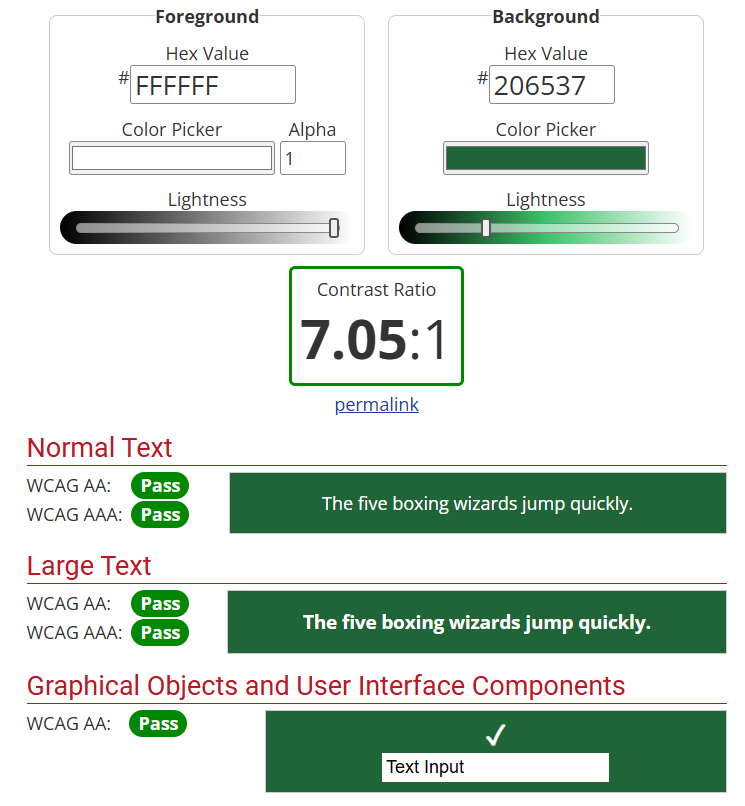 Foreground
Background
Hex Value
# FFFFFF
Color Picker
Alpha
1
Lightness
Hex Value
# 206537
Color Picker
Lightness
Contrast Ratio
7.05:1
permalink
Normal Text
WCAG AA: Pass
WCAG AAA: Pass
The five boxing wizards jump quickly.
Large Text
WCAG AA: Pass
WCAG AAA: Pass
The five boxing wizards jump quickly.
Graphical Objects and User Interface Components
WCAG AA: Pass
✓
Text Input